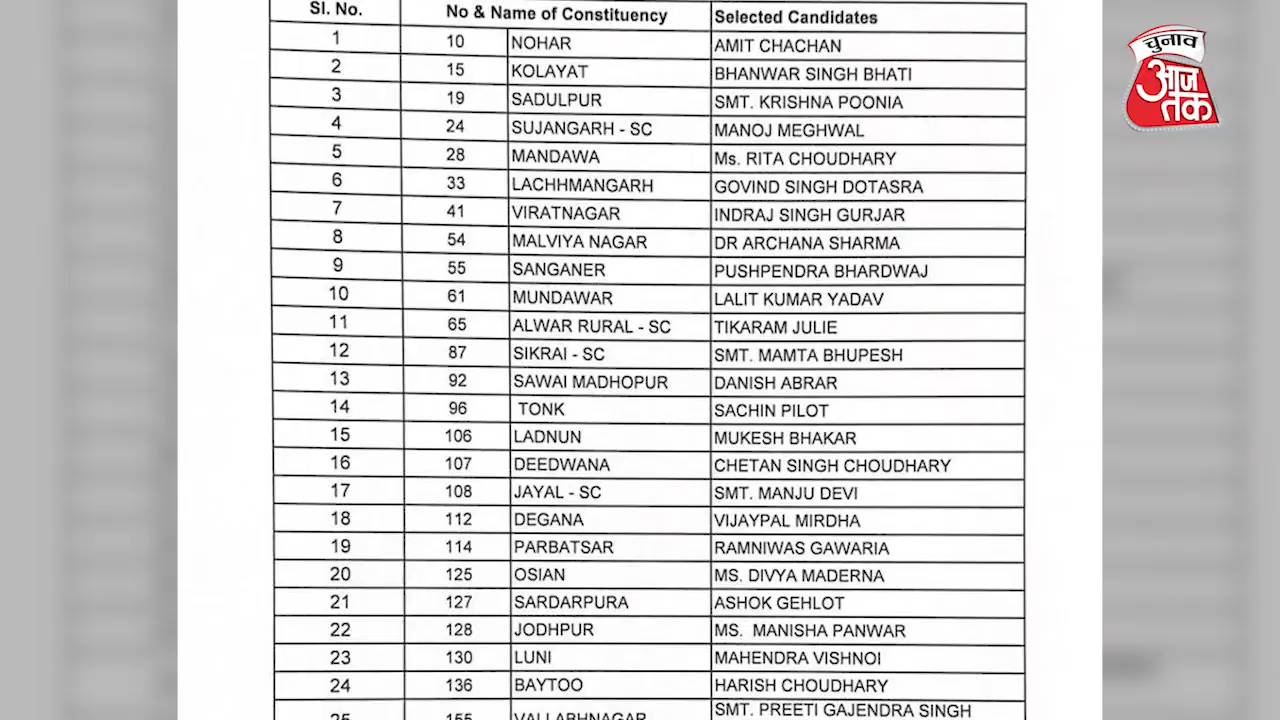 Sl. No. No & Name of Constituency Selected Candidates
1 10 NOHAR AMIT CHACHAN
2 15 KOLAYAT BHANWAR SINGH BHATI
3 19 SADULPUR SMT. KRISHNA POONIA
4 24 SUJANGARH - SC MANOJ MEGHWAL
5 28 MANDAWA Ms. RITA CHOUDHARY
6 33 LACHHMANGARH GOVIND SINGH DOTASRA
7 41 VIRATNAGAR INDRAJ SINGH GURJAR
8 54 MALVIYA NAGAR DR ARCHANA SHARMA
9 55 SANGANER PUSHPENDRA BHARDWAJ
10 61 MUNDAWAR LALIT KUMAR YADAV
11 65 ALWAR RURAL - SC TIKARAM JULIE
12 87 SIKRAI - SC SMT. MAMTA BHUPESH
13 92 SAWAI MADHOPUR DANISH ABRAR
14 96 TONK SACHIN PILOT
15 106 LADNUN MUKESH BHAKAR
16 107 DEEDWANA CHETAN SINGH CHOUDHARY
17 108 JAYAL - SC SMT. MANJU DEVI
18 112 DEGANA VIJAYPAL MIRDHA
19 114 PARBATSAR RAMNIWAS GAWARIA
20 125 OSIAN MS. DIVYA MADERNA
21 127 SARDARPURA ASHOK GEHLOT
22 128 JODHPUR MS. MANISHA PANWAR
23 130 LUNI MAHENDRA VISHNOI
24 136 BAYTOO HARISH CHOUDHARY
25 155 VALLABHNAGAR SMT. PREETI GAJENDRA SINGH
चुनाव
आज
तक